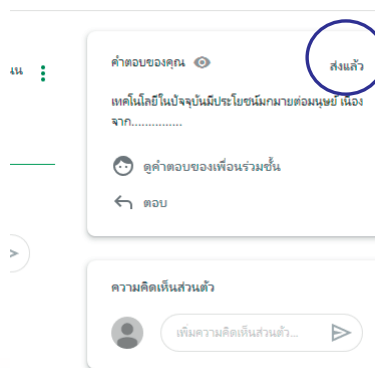 คำตอบของคุณ
ส่งแล้ว
นน
เทคโนโลยีในปัจจุบันมีประโยชน์มกมายต่อมนุษย์ เนื่อง
จาก...............
ดูคำตอบของเพื่อนร่วมชั้น
ตอบ
ความคิดเห็นส่วนตัว
เพิ่มความคิดเห็นส่วนตัว...